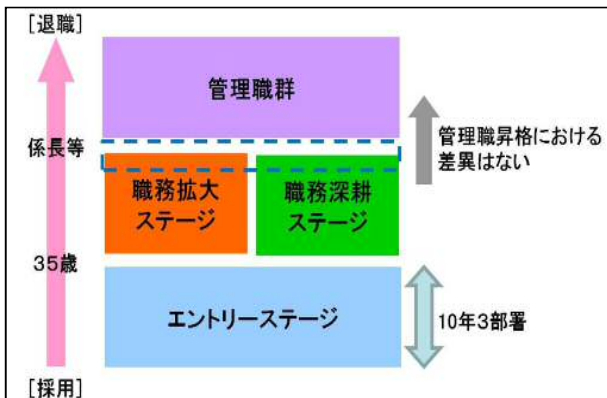 [退職]
管理職群
係長等
管理職昇格における
差異はない
職務拡大
ステージ
職務深耕
ステージ
35歳
エントリーステージ
10年3部署
[採用]